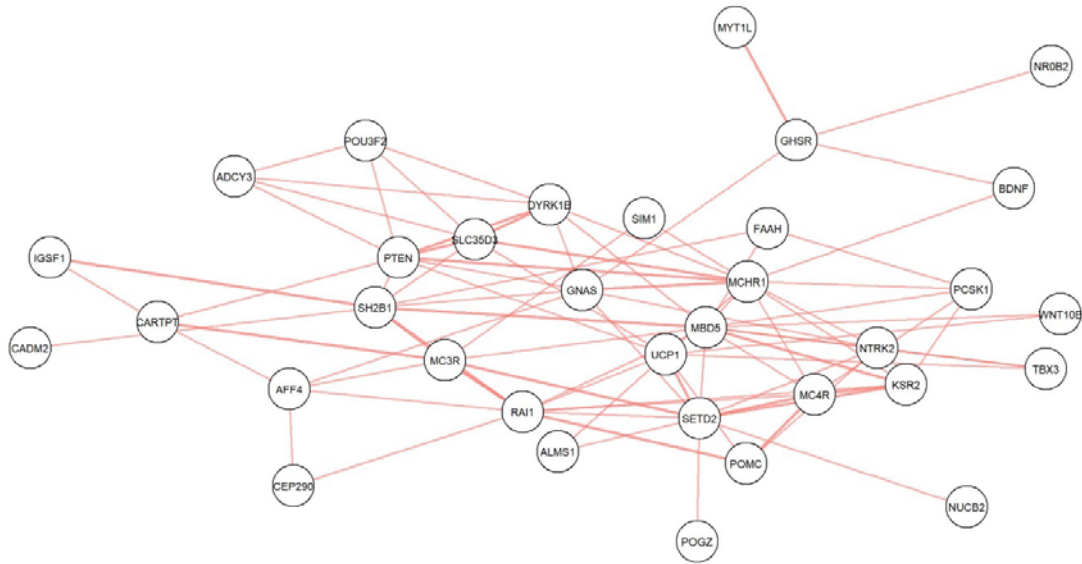 MYT1L
NR0B2
GHSR
POU3F2
ADCY3
BDNF
DYRK1B
SIM1
FAAH
SLC35D3
IGSF1
PTEN
MCHR1
GNAS
PCSK1
SH2B1
WNT10B
CARTPT
MBD5
CADM2
NTRK2
UCP1
MC3R
TBX3
KSR2
AFF4
MC4R
RAI1
SETD2
ALMS1
POMC
CEP290
NUCB2
POGZ